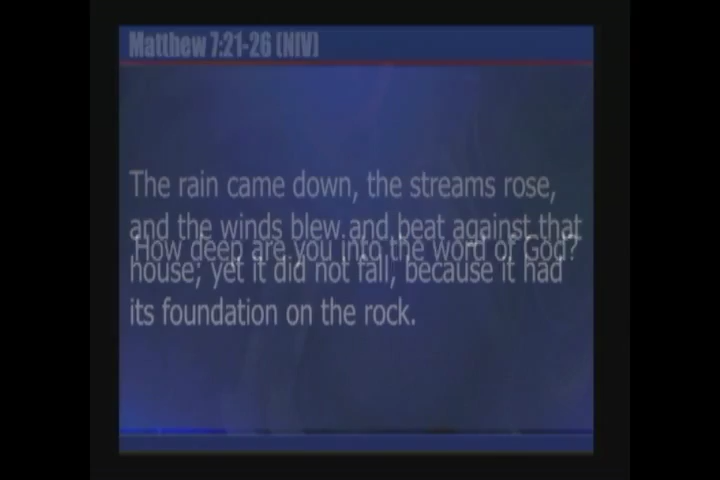 Matthew 7:21-26 (NIV)
The rain came down, the streams rose,
and the winds blew and beat against that
How deep are you into the word of God?
house; yet it did not fall, because it had
its foundation on the rock.